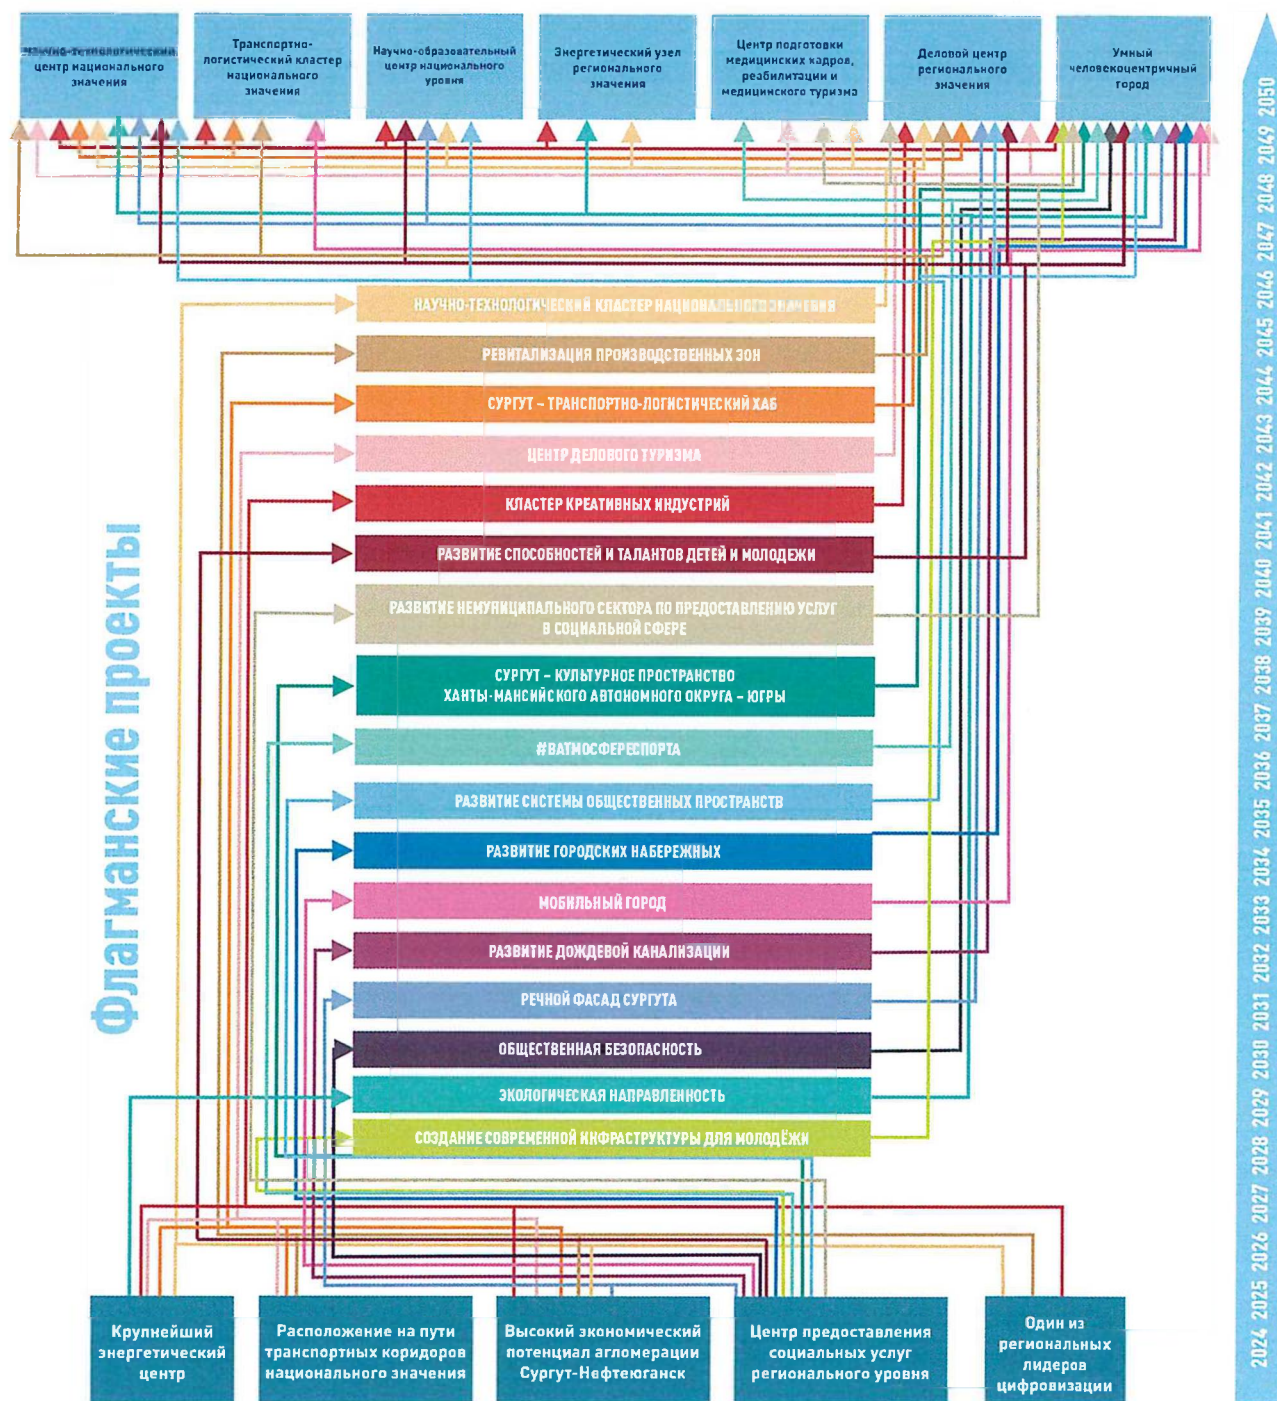 научно-технологический
центр национального
значения
Транспортно-
логистический кластер
национального
значения
Научно-образовательный
центр национального
уровня
Энергетический узел
регионального
значения
Центр подготовки
медицинских кадров,
реабилитации и
медицинского туризма
Деловой центр
регионального
значения
Умный
человекоцентричный
город
НАУЧНО-ТЕХНОЛОГИЧЕСКИЙ КЛАСТЕР НАЦИОНАЛЬНОГО ЗНАЧЕНИЯ
РЕВИТАЛИЗАЦИЯ ПРОИЗВОДСТВЕННЫХ ЗОН
СУРГУТ – ТРАНСПОРТНО-ЛОГИСТИЧЕСКИЙ ХАБ
ЦЕНТР ДЕЛОВОГО ТУРИЗМА
КЛАСТЕР КРЕАТИВНЫХ ИНДУСТРИЙ
РАЗВИТИЕ СПОСОБНОСТЕЙ И ТАЛАНТОВ ДЕТЕЙ И МОЛОДЕЖИ
РАЗВИТИЕ НЕМУНИЦИПАЛЬНОГО СЕКТОРА ПО ПРЕДОСТАВЛЕНИЮ УСЛУГ
В СОЦИАЛЬНОЙ СФЕРЕ
СУРГУТ – КУЛЬТУРНОЕ ПРОСТРАНСТВО
ХАНТЫ-МАНСИЙСКОГО АВТОНОМНОГО ОКРУГА – ЮГРЫ
#ВАТМОСФЕРЕСПОРТА
РАЗВИТИЕ СИСТЕМЫ ОБЩЕСТВЕННЫХ ПРОСТРАНСТВ
РАЗВИТИЕ ГОРОДСКИХ НАБЕРЕЖНЫХ
МОБИЛЬНЫЙ ГОРОД
РАЗВИТИЕ ДОЖДЕВОЙ КАНАЛИЗАЦИИ
РЕЧНОЙ ФАСАД СУРГУТА
ОБЩЕСТВЕННАЯ БЕЗОПАСНОСТЬ
ЭКОЛОГИЧЕСКАЯ НАПРАВЛЕННОСТЬ
СОЗДАНИЕ СОВРЕМЕННОЙ ИНФРАСТРУКТУРЫ ДЛЯ МОЛОДЁЖИ
Флагманские проекты
Крупнейший
энергетический
центр
Расположение на пути
транспортных коридоров
национального значения
Высокий экономический
потенциал агломерации
Сургут-Нефтеюганск
Центр предоставления
социальных услуг
регионального уровня
Один из
региональных
лидеров
цифровизации
2024 2025 2026 2027 2028 2029 2030 2031 2032 2033 2034 2035 2036 2037 2038 2039 2040 2041 2042 2043 2044 2045 2046 2047 2048 2049 2050